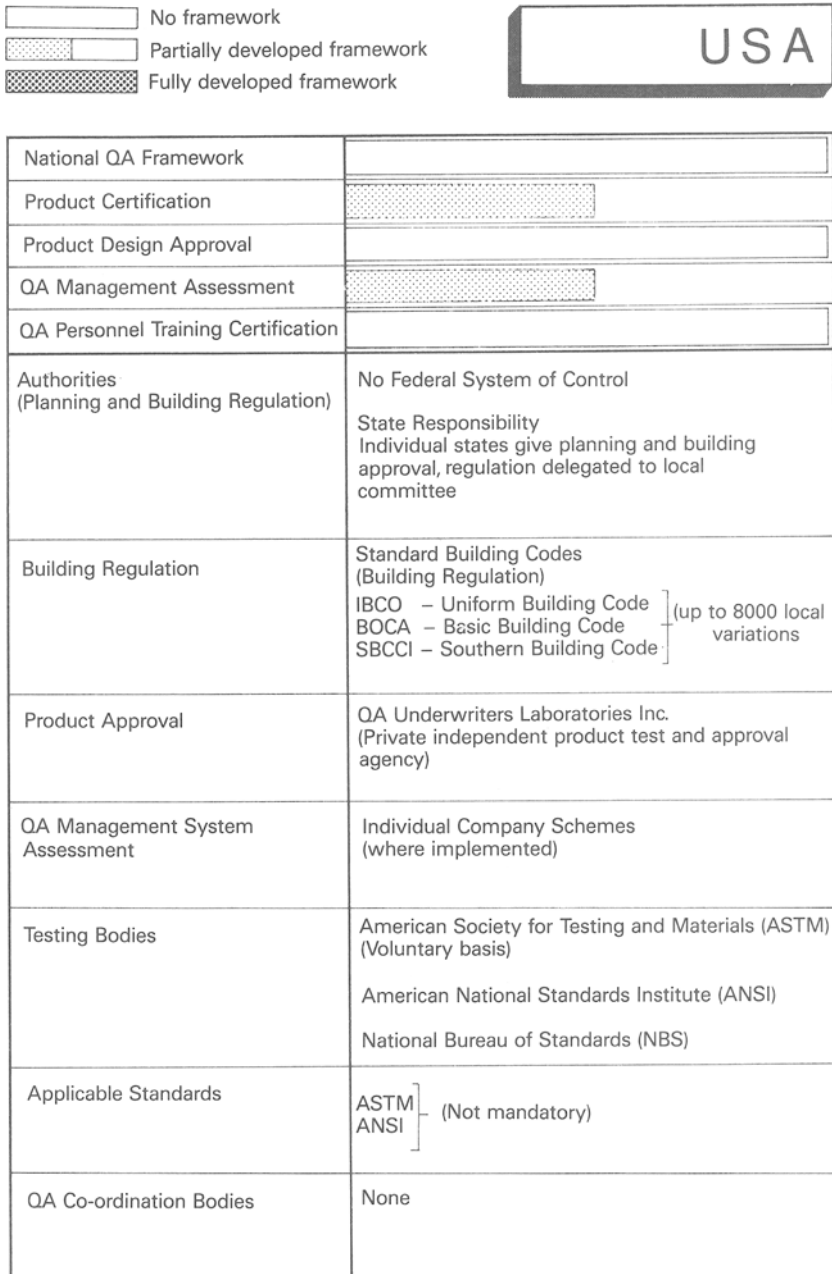 No framework
Partially developed framework
Fully developed framework
USA
National QA Framework
Product Certification
Product Design Approval
QA Management Assessment
QA Personnel Training Certification
Authorities
(Planning and Building Regulation)
No Federal System of Control
State Responsibility
Individual states give planning and building
approval, regulation delegated to local
committee
Building Regulation
Standard Building Codes
(Building Regulation)
IBCO – Uniform Building Code
BOCA – Basic Building Code
SBCCI – Southern Building Code
(up to 8000 local
variations
Product Approval
QA Underwriters Laboratories Inc.
(Private independent product test and approval
agency)
QA Management System
Assessment
Individual Company Schemes
(where implemented)
Testing Bodies
American Society for Testing and Materials (ASTM)
(Voluntary basis)
American National Standards Institute (ANSI)
National Bureau of Standards (NBS)
Applicable Standards
ASTM
ANSI
(Not mandatory)
QA Co-ordination Bodies
None